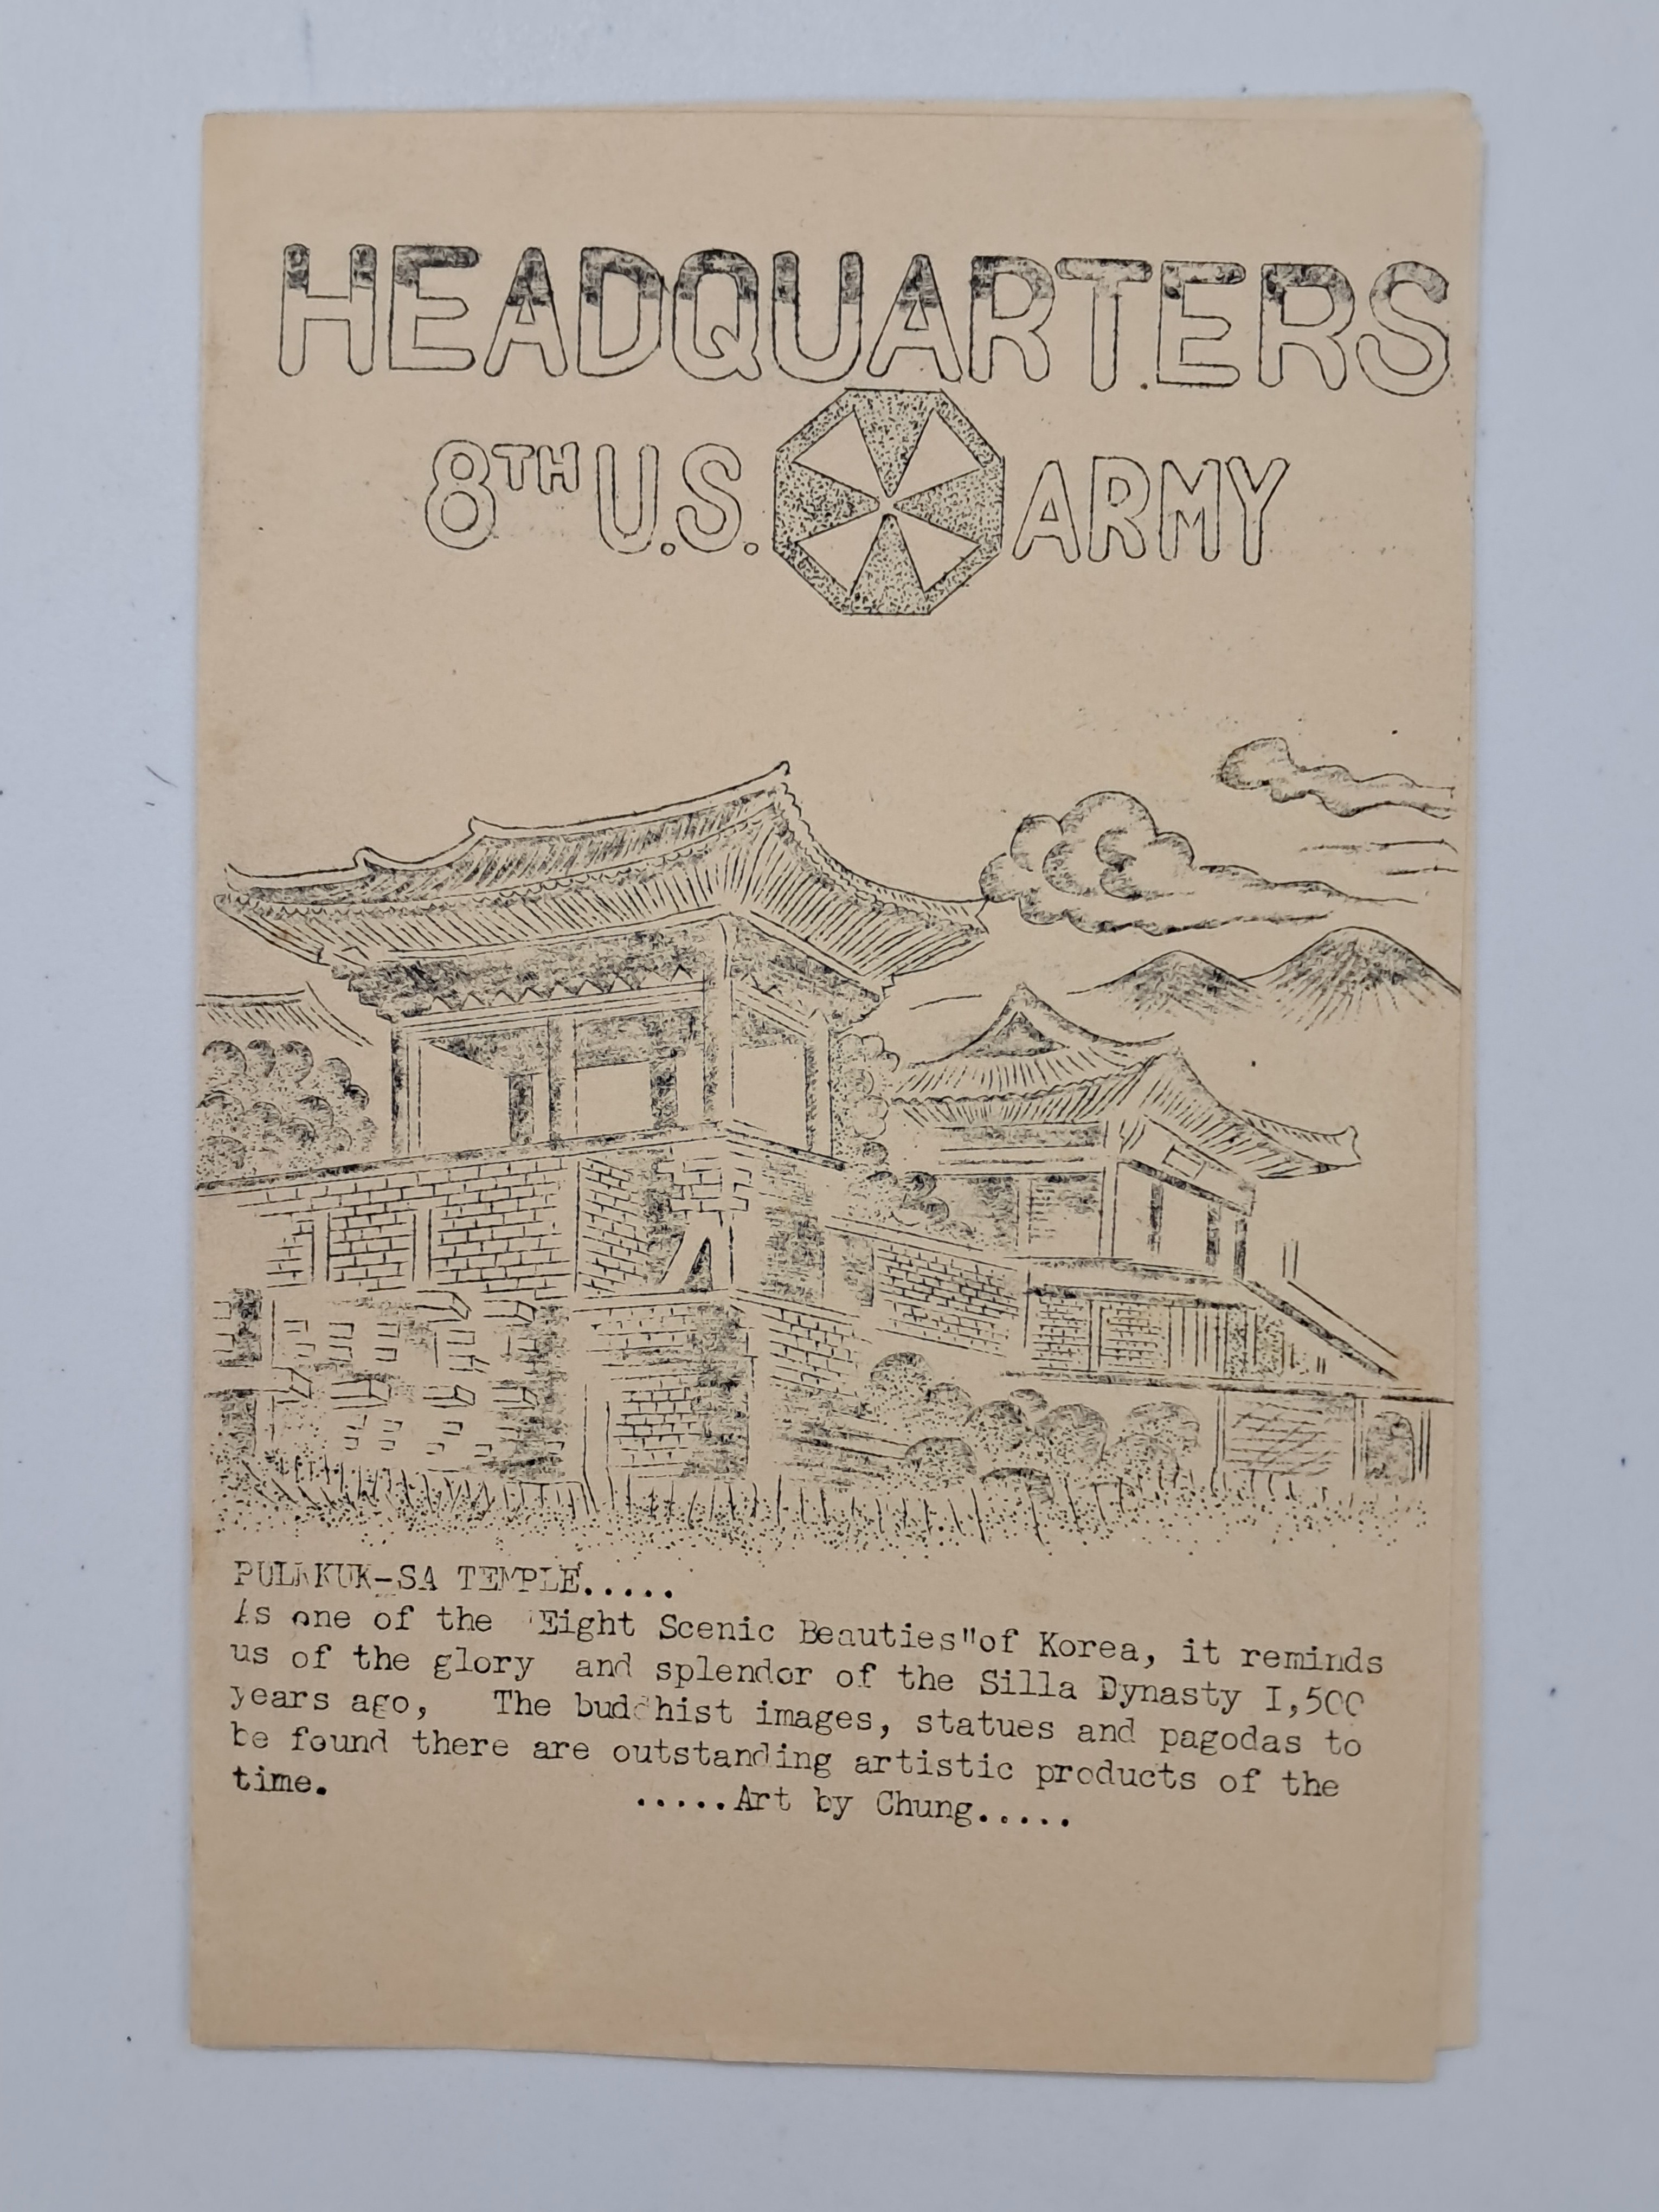 HEADQUARTERS
8TH U.S. ARMY
PULKKUK-SA TEMPLE.....
As one of the "Eight Scenic Beauties"of Korea, it reminds
us of the glory and splendor of the Silla Dynasty I,500
years ago, The buddhist images, statues and pagodas to
be found there are outstanding artistic products of the
time.
.....Art by Chung.....